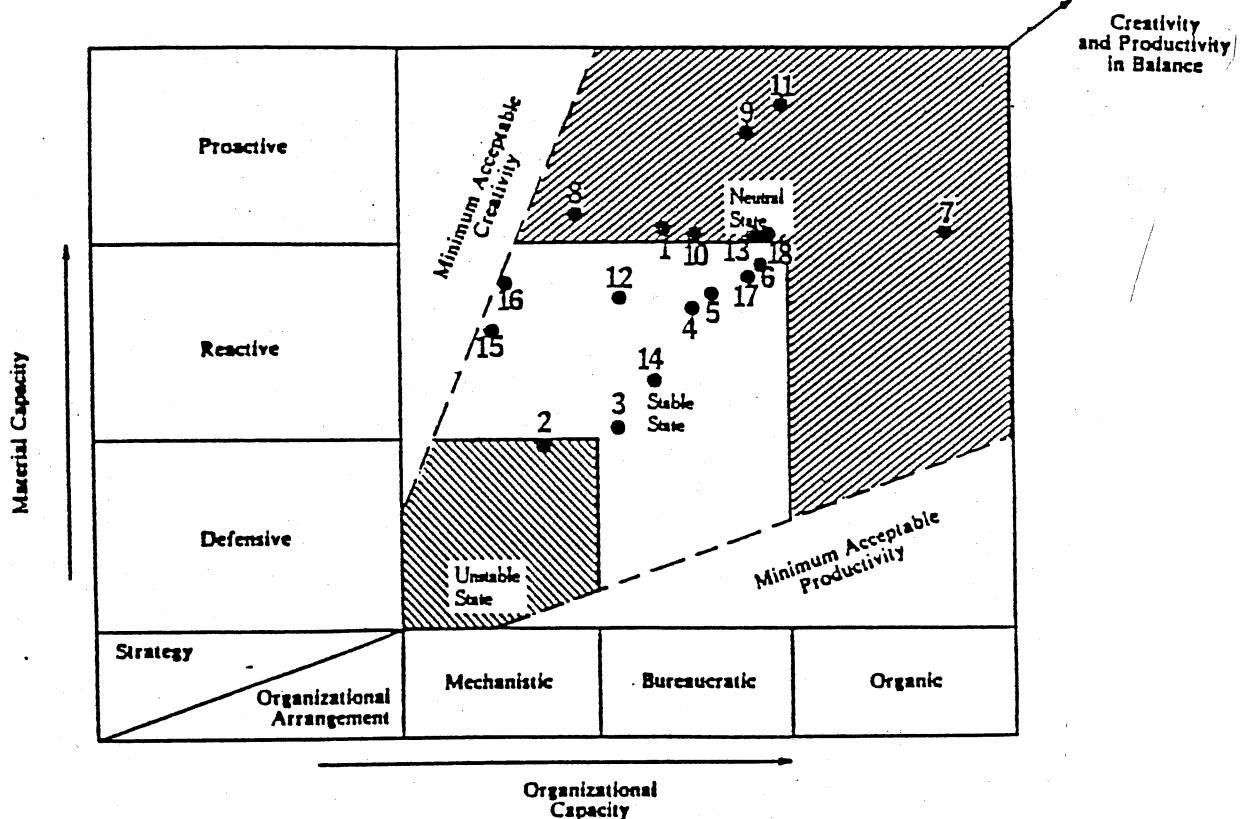 Creativity
and Productivity
in Balance
11
9
Proactive
Minimum Acceptable
Creativity
8
Neutral
State
7
1
10
13
18
6
12
16
17
5
4
15
Reactive
14
Stable
State
3
2
Material Capacity
Defensive
Minimum Acceptable
Productivity
Unstable
State
Strategy
Organizational
Arrangement
Mechanistic
Bureaucratic
Organic
Organizational
Capacity